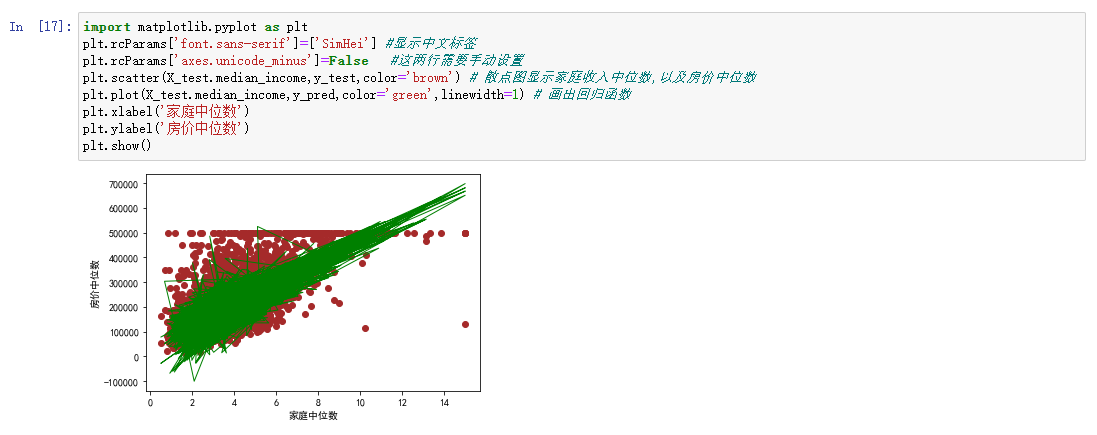 In [17]:
import matplotlib.pyplot as plt
plt.rcParams['font.sans-serif']=['SimHei'] #显示中文标签
plt.rcParams['axes.unicode_minus']=False   #这两行需要手动设置
plt.scatter(X_test.median_income,y_test,color='brown') # 散点图显示家庭收入中位数,以及房价中位数
plt.plot(X_test.median_income,y_pred,color='green',linewidth=1) # 画出回归函数
plt.xlabel('家庭中位数')
plt.ylabel('房价中位数')
plt.show()
700000
600000
500000
400000
300000
200000
100000
0
-100000
房价中位数
0 2 4 6 8 10 12 14
家庭中位数